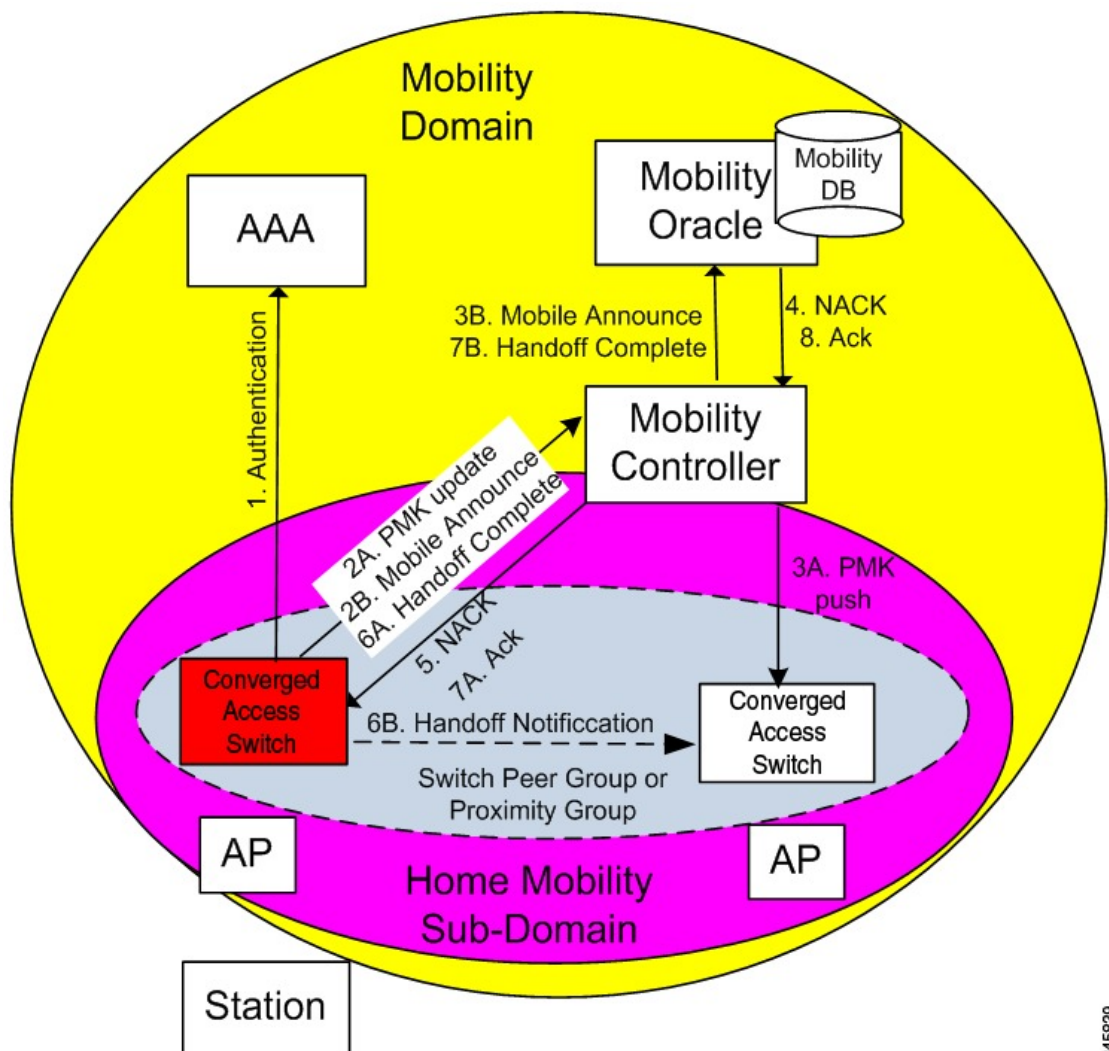 Mobility
Domain
Mobility
DB
Mobility
Oracle
AAA
3B. Mobile Announce
7B. Handoff Complete
4. NACK
8. Ack
1. Authentication
Mobility
Controller
2A. PMK update
2B. Mobile Announce
6A. Handoff Complete
5. NACK
7A. Ack
3A. PMK
push
Converged
Access
Switch
6B. Handoff Notificcation
Converged
Access
Switch
Switch Peer Group or
Proximity Group
AP
AP
Home Mobility
Sub-Domain
Station